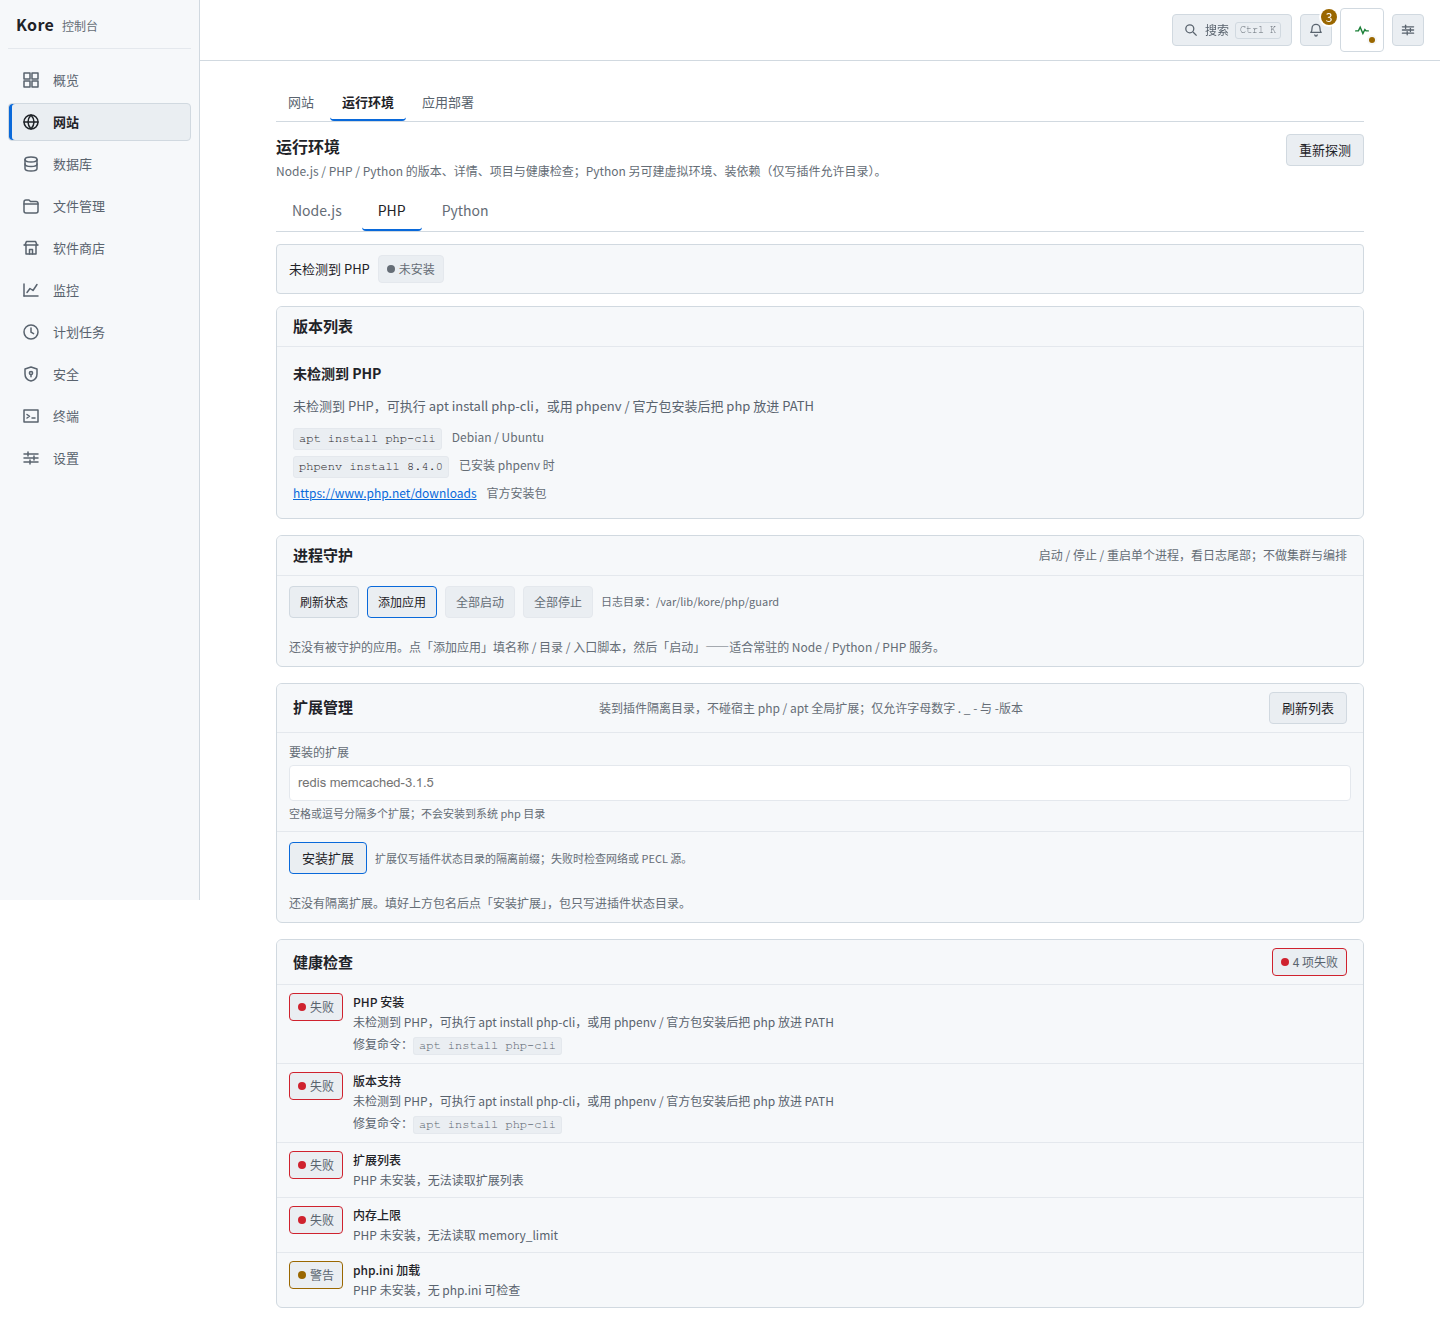 Kore 控制台
搜索 Ctrl K
3
概览
网站
数据库
文件管理
软件商店
监控
计划任务
安全
终端
设置
网站 运行环境 应用部署
运行环境
重新探测
Node.js / PHP / Python 的版本、详情、项目与健康检查；Python 另可建虚拟环境、装依赖（仅写插件允许目录）。
Node.js PHP Python
未检测到 PHP 未安装
版本列表
未检测到 PHP
未检测到 PHP，可执行 apt install php-cli，或用 phpenv / 官方包安装后把 php 放进 PATH
apt install php-cli Debian / Ubuntu
phpenv install 8.4.0 已安装 phpenv 时
https://www.php.net/downloads 官方安装包
进程守护 启动 / 停止 / 重启单个进程，看日志尾部；不做集群与编排
刷新状态 添加应用 全部启动 全部停止 日志目录：/var/lib/kore/php/guard
还没有被守护的应用。点「添加应用」填名称 / 目录 / 入口脚本，然后「启动」——适合常驻的 Node / Python / PHP 服务。
扩展管理 装到插件隔离目录，不碰宿主 php / apt 全局扩展；仅允许字母数字 . _ - 与 -版本 刷新列表
要装的扩展
redis memcached-3.1.5
空格或逗号分隔多个扩展；不会安装到系统 php 目录
安装扩展 扩展仅写插件状态目录的隔离前缀；失败时检查网络或 PECL 源。
还没有隔离扩展。填好上方包名后点「安装扩展」，包只写进插件状态目录。
健康检查 4 项失败
失败 PHP 安装
未检测到 PHP，可执行 apt install php-cli，或用 phpenv / 官方包安装后把 php 放进 PATH
修复命令：apt install php-cli
失败 版本支持
未检测到 PHP，可执行 apt install php-cli，或用 phpenv / 官方包安装后把 php 放进 PATH
修复命令：apt install php-cli
失败 扩展列表
PHP 未安装，无法读取扩展列表
失败 内存上限
PHP 未安装，无法读取 memory_limit
警告 php.ini 加载
PHP 未安装，无 php.ini 可检查